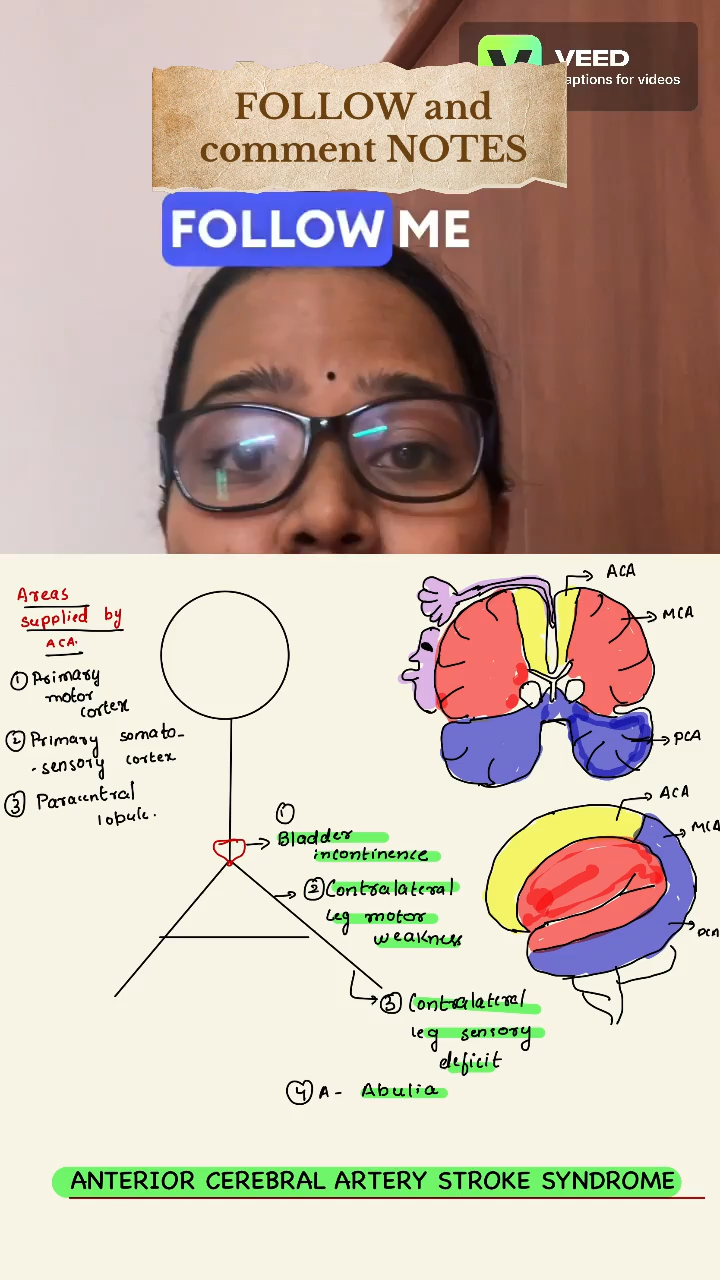 VEED
aptions for videos
FOLLOW and
comment NOTES
FOLLOW ME
Areas
supplied by
ACA.
① Primary
motor
cortex
② Primary somato-
-sensory cortex
③ Paracentral
lobule.
ACA
MCA
PCA
ACA
MCA
PCA
①
Bladder
incontinence
② Contralateral
leg motor
weakness
③ Contralateral
leg sensory
deficit
④ A- Abulia
ANTERIOR CEREBRAL ARTERY STROKE SYNDROME